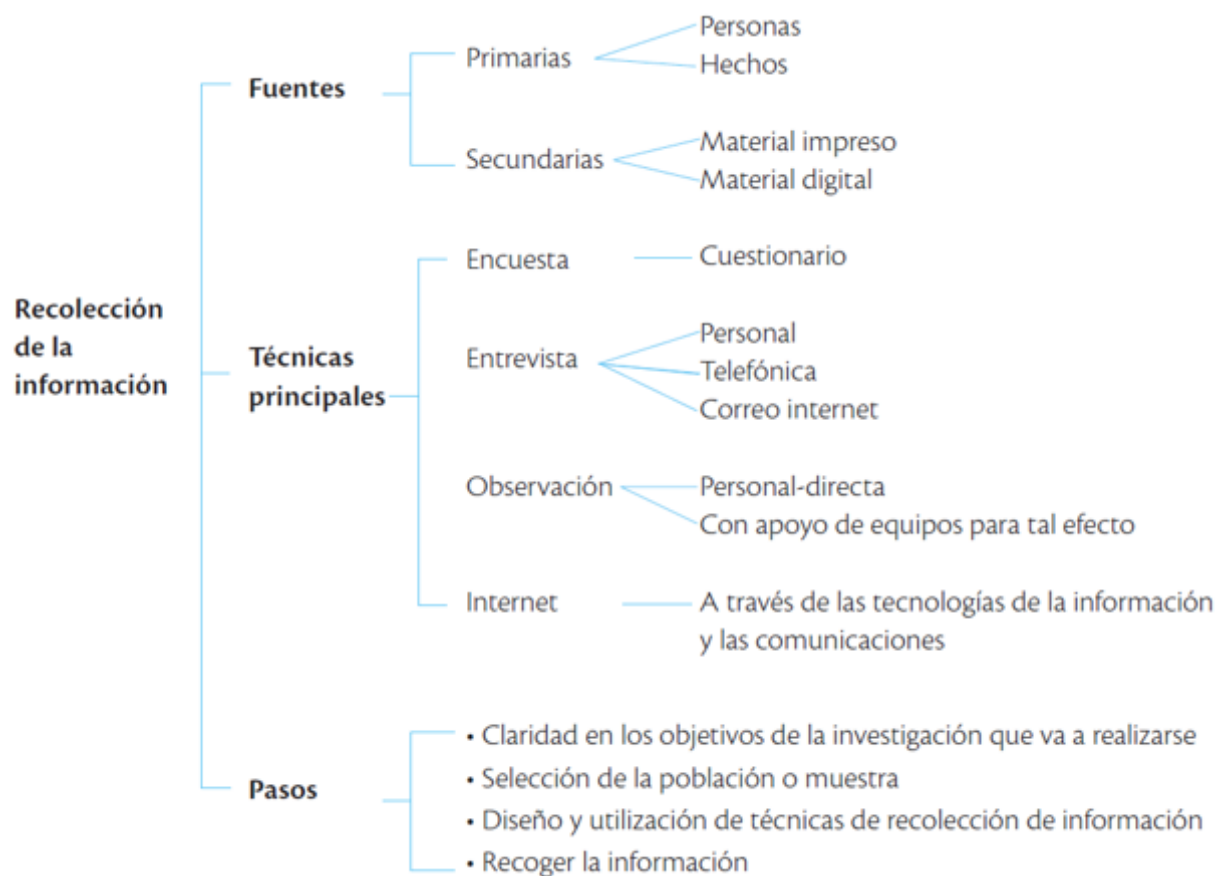 Recolección
de la
información
Fuentes
Primarias
Personas
Hechos
Secundarias
Material impreso
Material digital
Técnicas
principales
Encuesta
Cuestionario
Entrevista
Personal
Telefónica
Correo internet
Observación
Personal-directa
Con apoyo de equipos para tal efecto
Internet
A través de las tecnologías de la información
y las comunicaciones
Pasos
• Claridad en los objetivos de la investigación que va a realizarse
• Selección de la población o muestra
• Diseño y utilización de técnicas de recolección de información
• Recoger la información